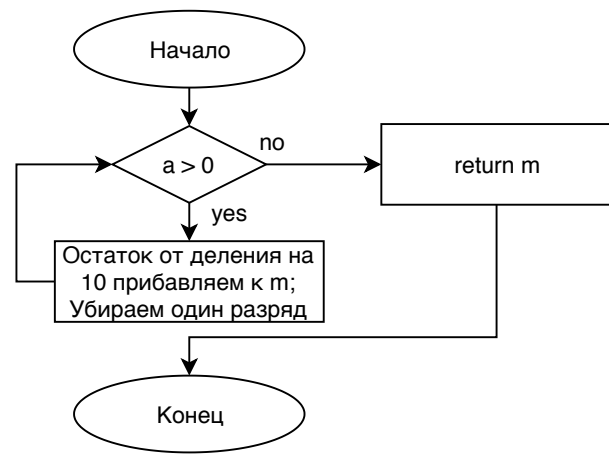 Начало
a > 0
no
return m
yes
Остаток от деления на
10 прибавляем к m;
Убираем один разряд
Конец